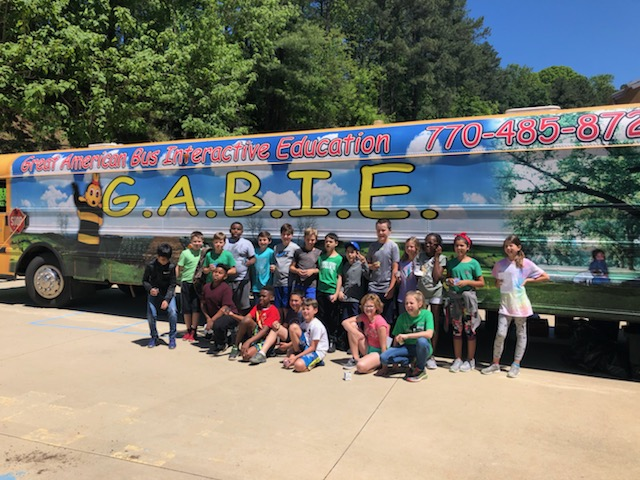 Great American Bus Interactive Education
770-485-872
G.A.B.I.E.